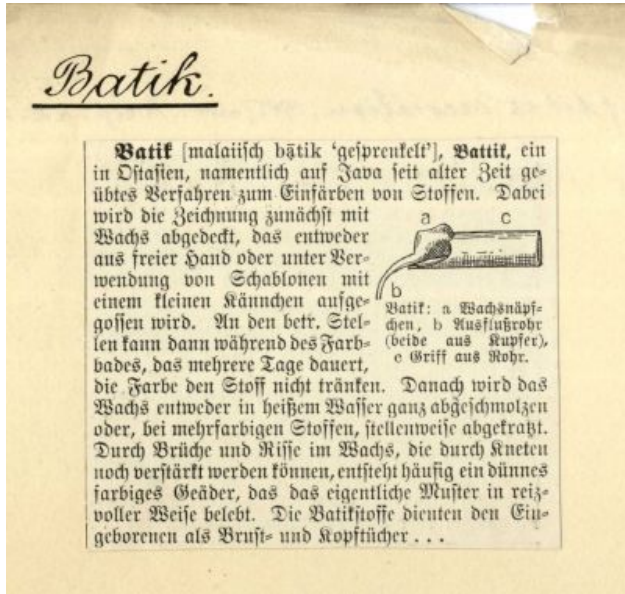 Batik.
Batik [malaiisch bātik ‘gesprenkelt’], Battik, ein
in Ostasien, namentlich auf Java seit alter Zeit ge-
übtes Verfahren zum Einfärben von Stoffen. Dabei
wird die Zeichnung zunächst mit
Wachs abgedeckt, das entweder
aus freier Hand oder unter Ver-
wendung von Schablonen mit
einem kleinen Kännchen aufge-
gossen wird. An den betr. Stel-
len kann dann während des Farb-
bades, das mehrere Tage dauert,
a c
b
Batik: a Wachsnäpf-
chen, b Ausflußrohr
(beide aus Kupfer),
c Griff aus Rohr.
die Farbe den Stoff nicht tränken. Danach wird das
Wachs entweder in heißem Wasser ganz abgeschmolzen
oder, bei mehrfarbigen Stoffen, stellenweise abgekratzt.
Durch Brüche und Risse im Wachs, die durch Kneten
noch verstärkt werden können, entsteht häufig ein dünnes
farbiges Geäder, das das eigentliche Muster in reiz-
voller Weise belebt. Die Batikstoffe dienten den Ein-
geborenen als Brust- und Kopftücher . . .